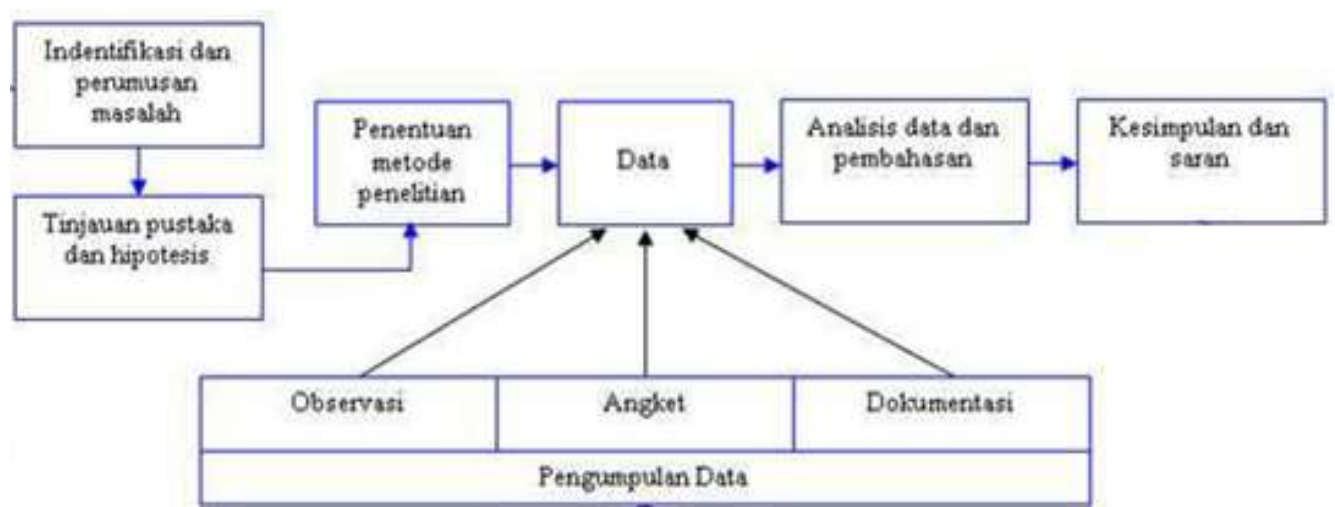 Indentifikasi dan
perumusan
masalah
Tinjauan pustaka
dan hipotesis
Penentuan
metode
penelitian
Data
Analisis data dan
pembahasan
Kesimpulan dan
saran
Observasi
Angket
Dokumentasi
Pengumpulan Data